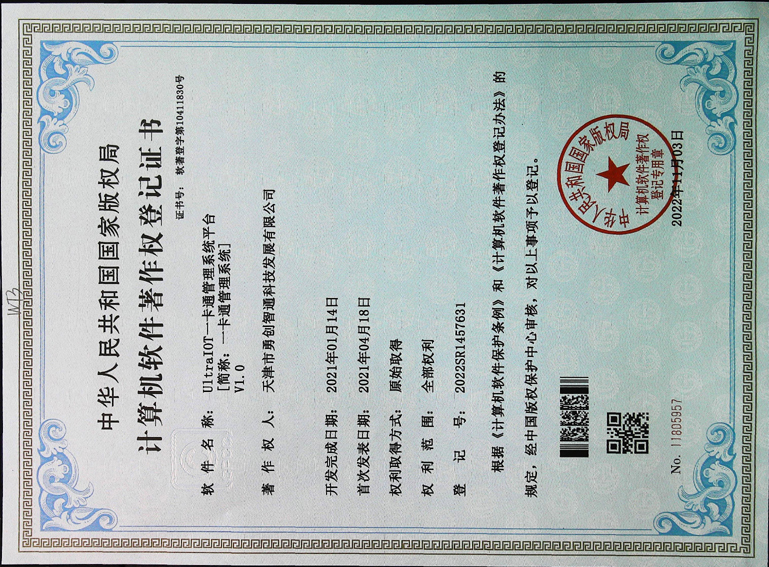 WB
中华人民共和国国家版权局
计算机软件著作权登记证书
证书号： 软著登字第10411830号
软件名称： UltraIOT一卡通管理系统平台
[简称：一卡通管理系统]
V1.0
著作权人： 天津市勇创智通科技发展有限公司
开发完成日期： 2021年01月14日
首次发表日期： 2021年04月18日
权利取得方式： 原始取得
权利范围： 全部权利
登记号： 2022SR1457631
根据《计算机软件保护条例》和《计算机软件著作权登记办法》的
规定，经中国版权保护中心审核，对以上事项予以登记。
中华人民共和国国家版权局
计算机软件著作权
登记专用章
No. 11805957
2022年11月03日